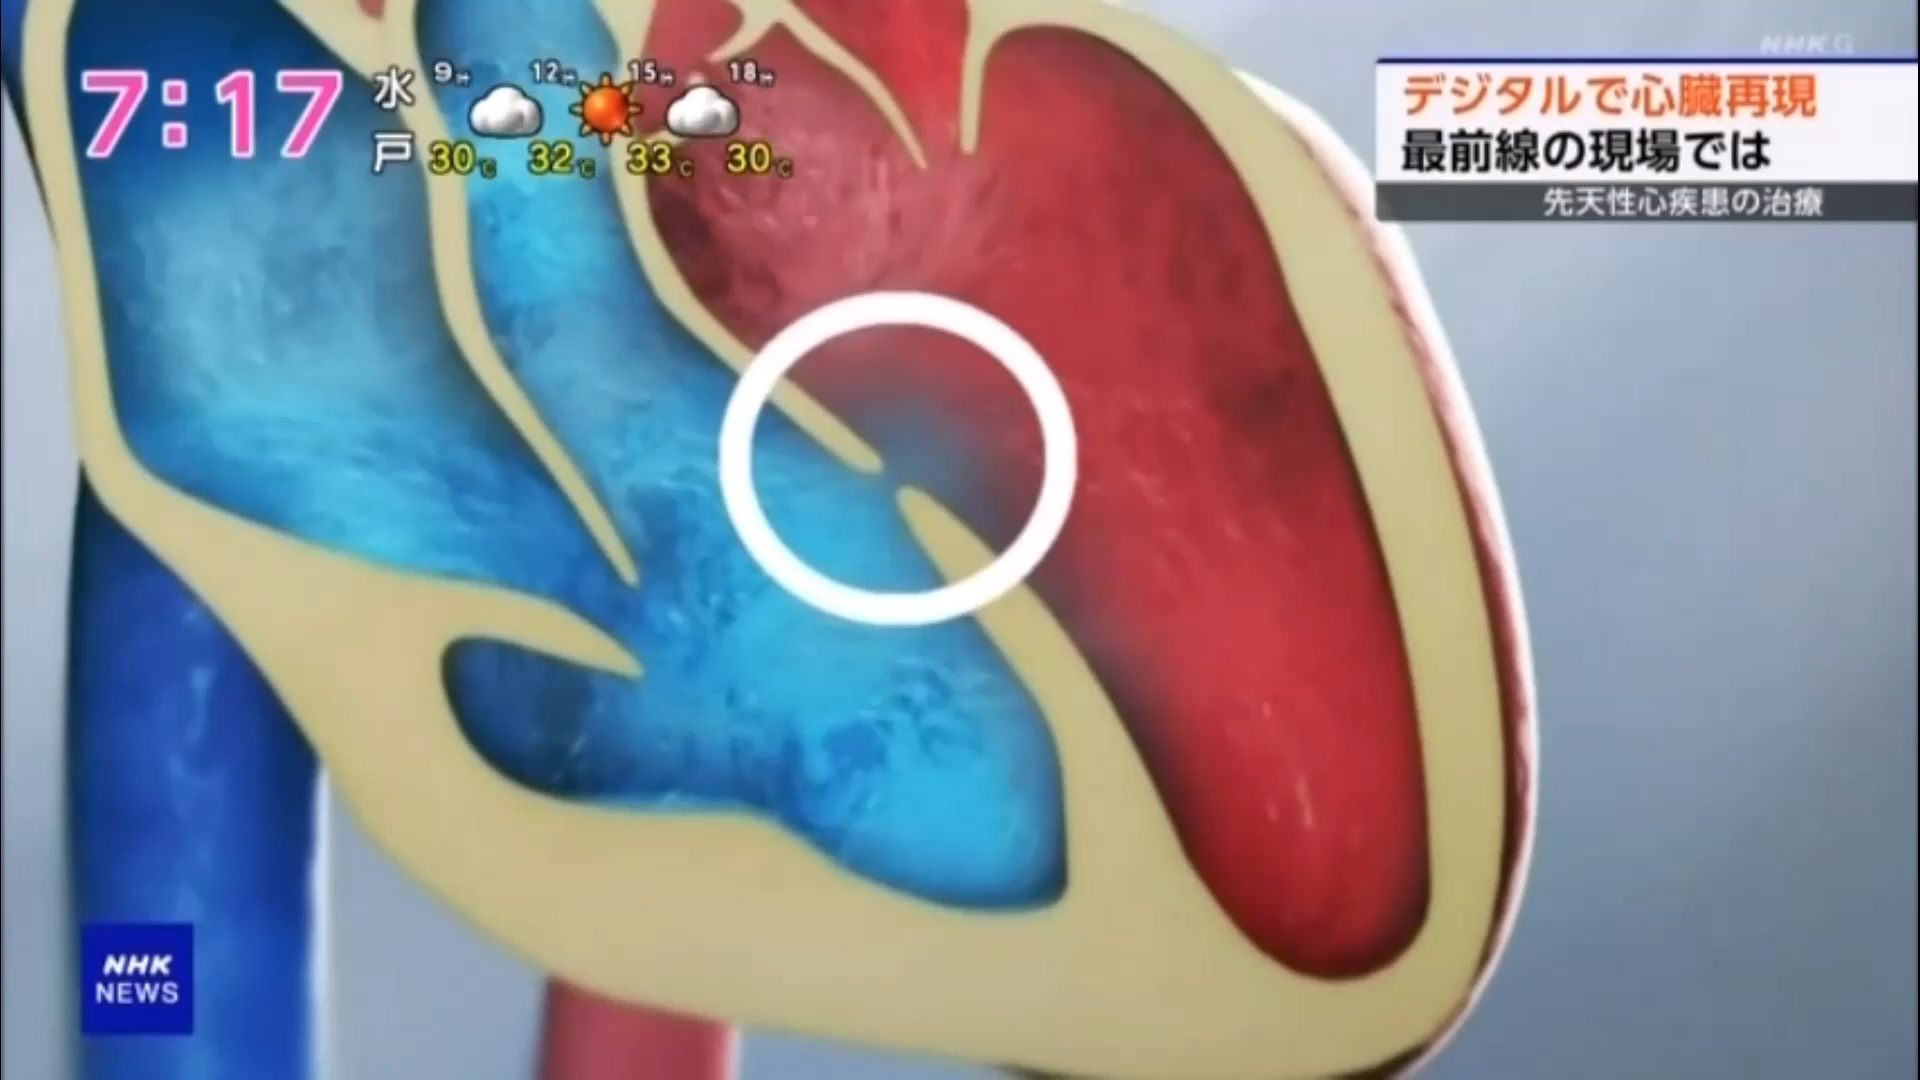 NHK G
7:17
水戸
9時 12時 15時 18時
30℃ 32℃ 33℃ 30℃
デジタルで心臓再現
最前線の現場では
先天性心疾患の治療
NHK
NEWS